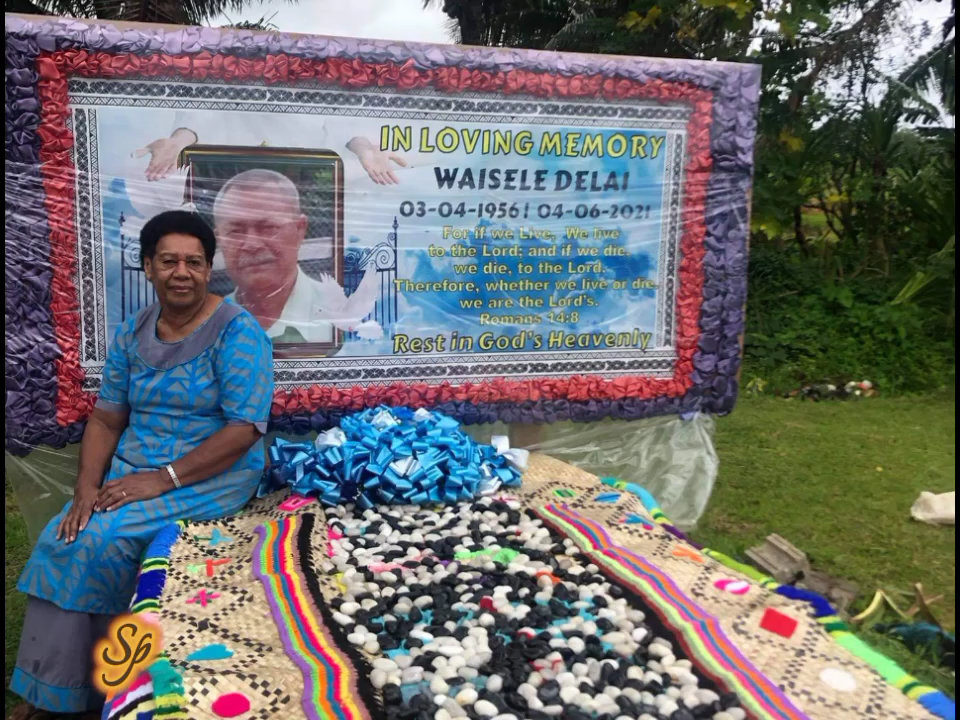 IN LOVING MEMORY
WAISELE DELAI
03-04-1956 | 04-06-2021
For if we Live, We live
to the Lord; and if we die,
we die, to the Lord.
Therefore, whether we live or die,
we are the Lord's.
Romans 14:8
Rest in God's Heavenly
Sp